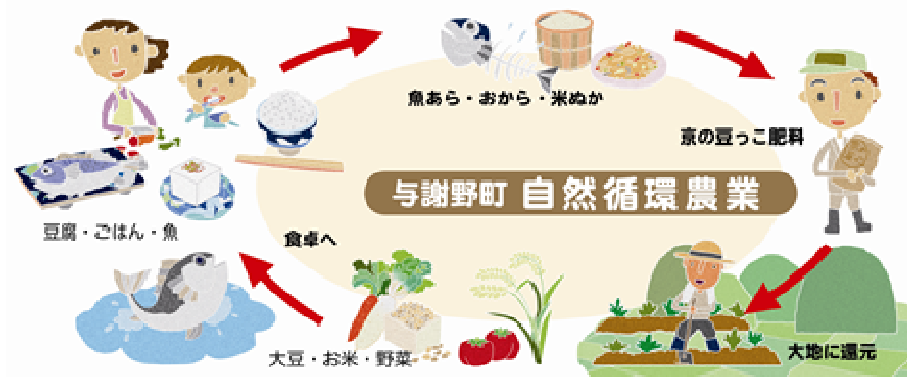 魚あら・おから・米ぬか
京の豆っこ肥料
与謝野町 自然循環農業
豆腐・ごはん・魚
食卓へ
大豆・お米・野菜
大地に還元